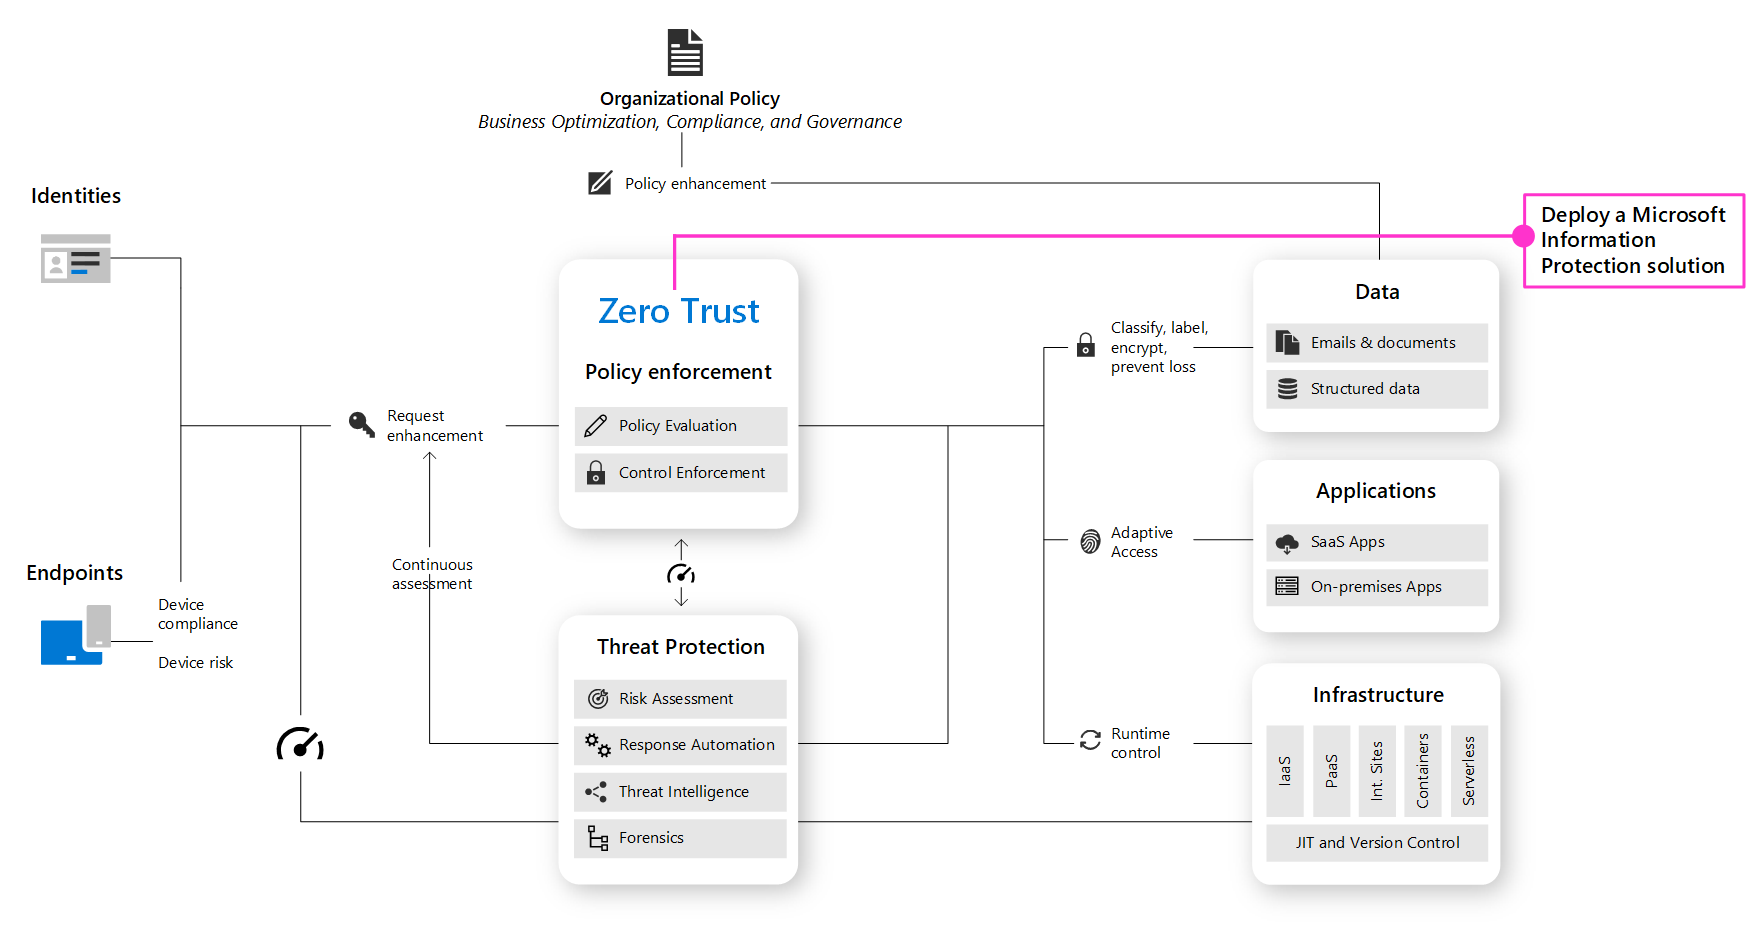 Organizational Policy
Business Optimization, Compliance, and Governance
Policy enhancement
Identities
Deploy a Microsoft
Information
Protection solution
Zero Trust
Policy enforcement
Policy Evaluation
Control Enforcement
Request
enhancement
Continuous
assessment
Endpoints
Device
compliance
Device risk
Threat Protection
Risk Assessment
Response Automation
Threat Intelligence
Forensics
Classify, label,
encrypt,
prevent loss
Data
Emails & documents
Structured data
Adaptive
Access
Applications
SaaS Apps
On-premises Apps
Runtime
control
Infrastructure
IaaS
PaaS
Int. Sites
Containers
Serverless
JIT and Version Control